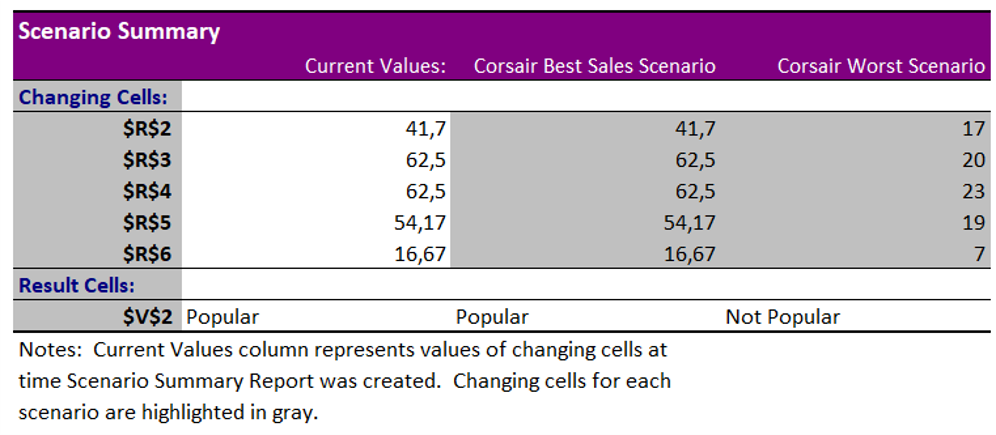 Scenario Summary
Current Values: Corsair Best Sales Scenario Corsair Worst Scenario
Changing Cells:
$R$2 41,7 41,7 17
$R$3 62,5 62,5 20
$R$4 62,5 62,5 23
$R$5 54,17 54,17 19
$R$6 16,67 16,67 7
Result Cells:
$V$2 Popular Popular Not Popular
Notes: Current Values column represents values of changing cells at
time Scenario Summary Report was created. Changing cells for each
scenario are highlighted in gray.